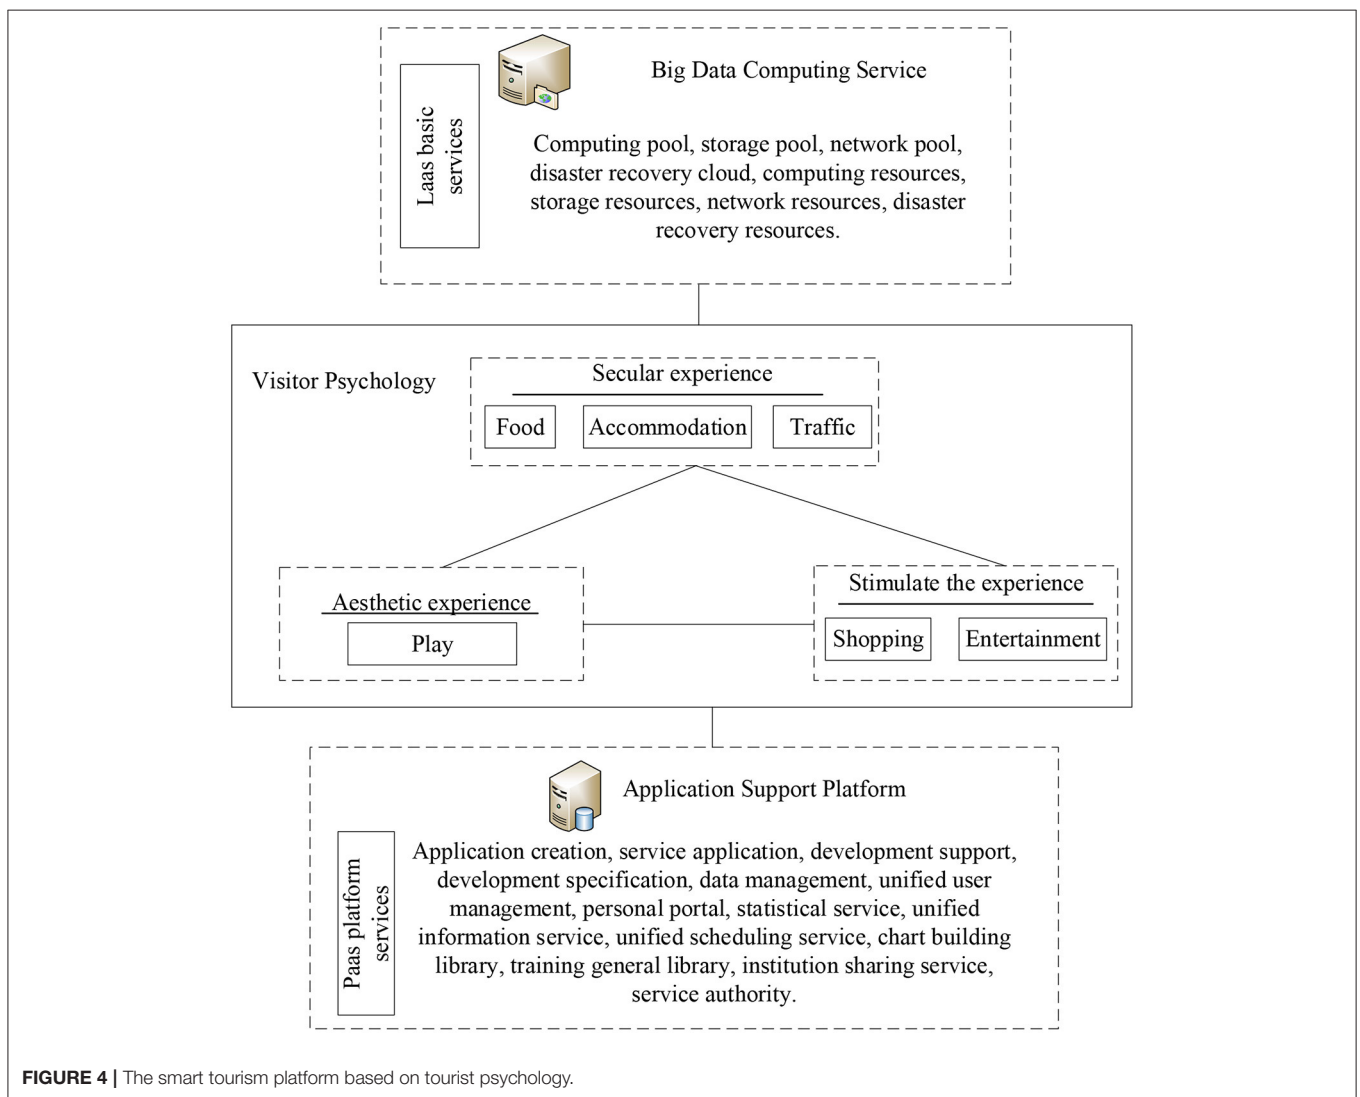 Big Data Computing Service
Laas basic
services
Computing pool, storage pool, network pool,
disaster recovery cloud, computing resources,
storage resources, network resources, disaster
recovery resources.
Visitor Psychology
Secular experience
Food
Accommodation
Traffic
Aesthetic experience
Play
Stimulate the experience
Shopping
Entertainment
Application Support Platform
Paas platform
services
Application creation, service application, development support,
development specification, data management, unified user
management, personal portal, statistical service, unified
information service, unified scheduling service, chart building
library, training general library, institution sharing service,
service authority.
FIGURE 4 | The smart tourism platform based on tourist psychology.